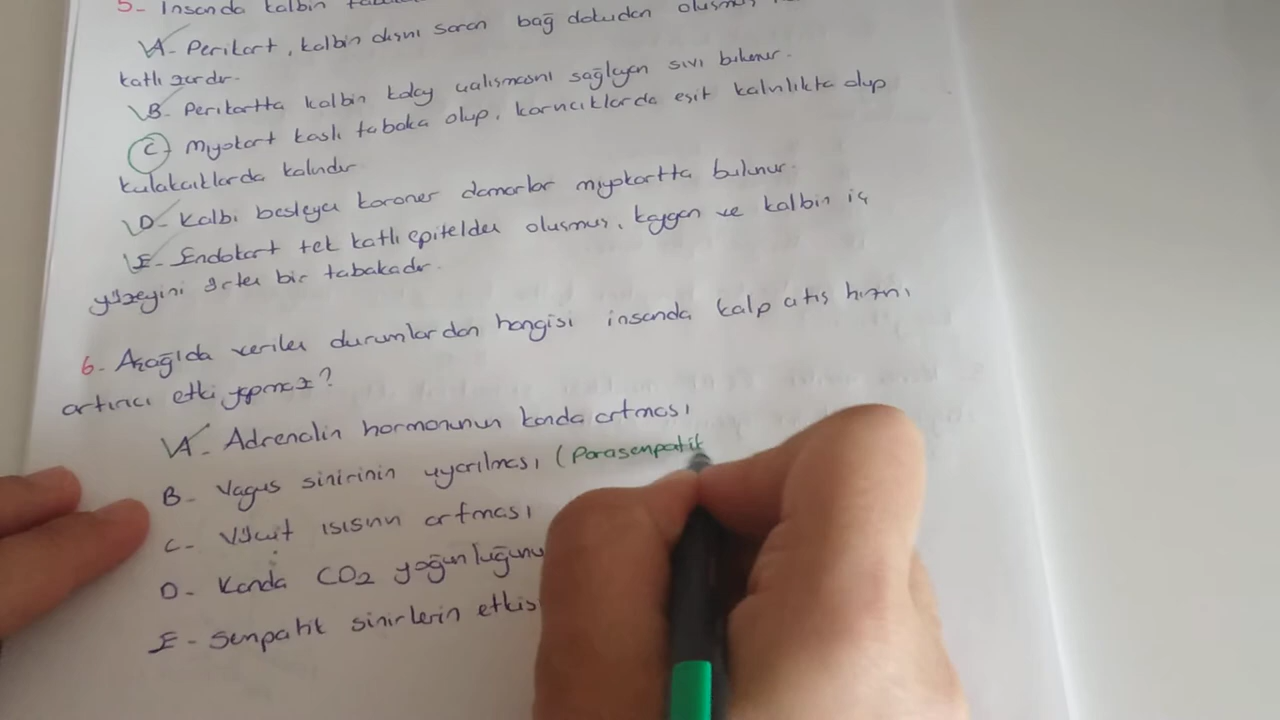 5- İnsanda kalbin
A- Perikart, kalbin dışını saran bağ dokudan oluşmuş
katlı zardır.
B- Perikartta kalbin kolay çalışmasını sağlayan sıvı bulunur.
C) Miyokart kaslı tabaka olup, karıncıklarda eşit kalınlıkta olup
kulakçıklarda kalındır
D- Kalbi besleyen koroner damarlar miyokartta bulunur.
E- Endokart tek katlı epitelden oluşmuş, kaygan ve kalbin iç
yüzeyini örten bir tabakadır.
6- Aşağıda verilen durumlardan hangisi insanda kalp atış hızını
artırıcı etki yapmaz?
A- Adrenalin hormonunun kanda artması
B- Vagus sinirinin uyarılması (Parasenpatik
C- Vücut ısısının artması
D- Kanda CO2 yoğunluğunu
E- Senpatik sinirlerin etkis